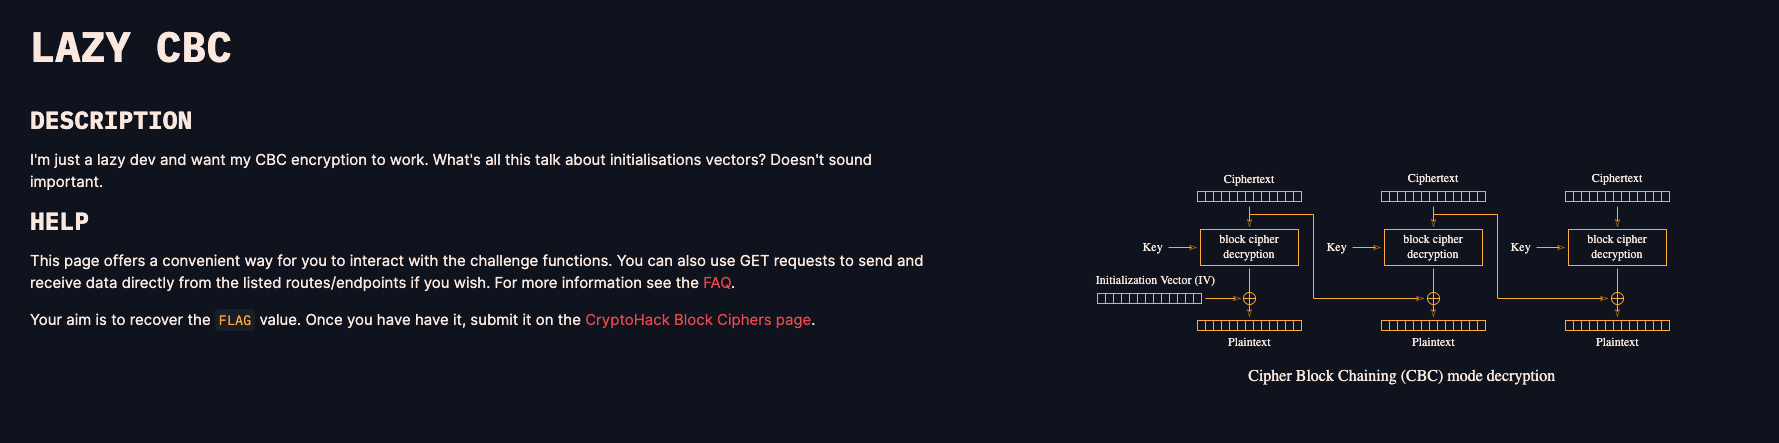 LAZY CBC
DESCRIPTION
I'm just a lazy dev and want my CBC encryption to work. What's all this talk about initialisations vectors? Doesn't sound
important.
HELP
This page offers a convenient way for you to interact with the challenge functions. You can also use GET requests to send and
receive data directly from the listed routes/endpoints if you wish. For more information see the FAQ.
Your aim is to recover the FLAG value. Once you have have it, submit it on the CryptoHack Block Ciphers page.
Ciphertext Ciphertext Ciphertext
Key block cipher Key block cipher Key block cipher
decryption decryption decryption
Initialization Vector (IV)
Plaintext Plaintext Plaintext
Cipher Block Chaining (CBC) mode decryption